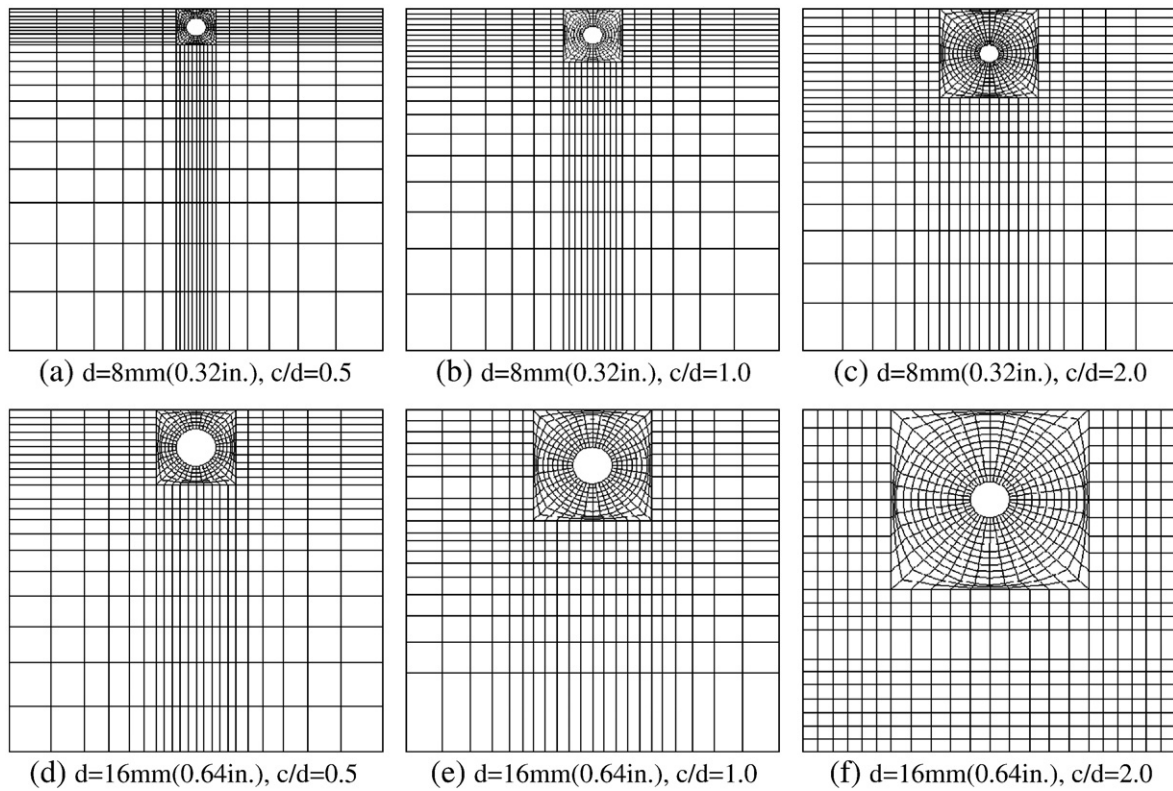 (a) d=8mm(0.32in.), c/d=0.5
(b) d=8mm(0.32in.), c/d=1.0
(c) d=8mm(0.32in.), c/d=2.0
(d) d=16mm(0.64in.), c/d=0.5
(e) d=16mm(0.64in.), c/d=1.0
(f) d=16mm(0.64in.), c/d=2.0